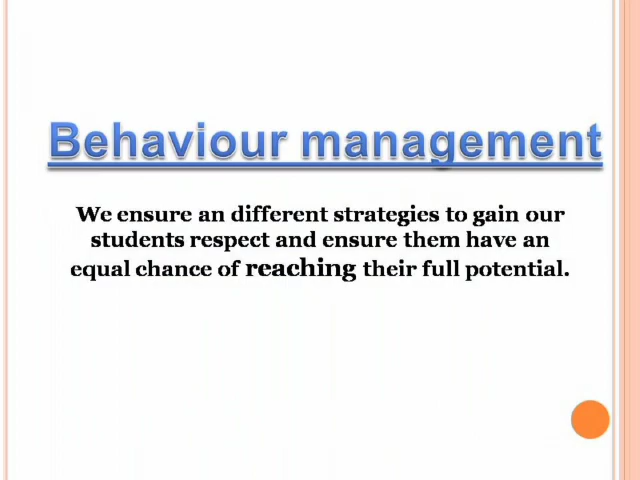 Behaviour management
We ensure an different strategies to gain our
students respect and ensure them have an
equal chance of reaching their full potential.